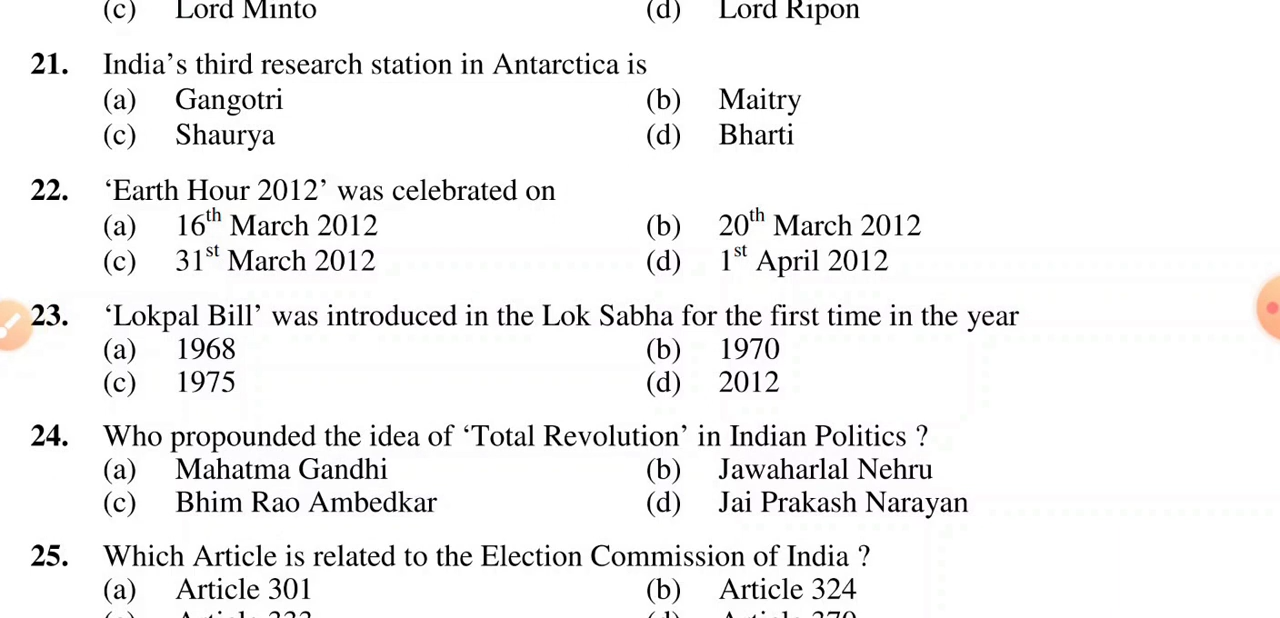 (c) Lord Minto (d) Lord Ripon
21. India's third research station in Antarctica is
(a) Gangotri (b) Maitry
(c) Shaurya (d) Bharti
22. ‘Earth Hour 2012’ was celebrated on
(a) 16th March 2012 (b) 20th March 2012
(c) 31st March 2012 (d) 1st April 2012
23. ‘Lokpal Bill’ was introduced in the Lok Sabha for the first time in the year
(a) 1968 (b) 1970
(c) 1975 (d) 2012
24. Who propounded the idea of ‘Total Revolution’ in Indian Politics ?
(a) Mahatma Gandhi (b) Jawaharlal Nehru
(c) Bhim Rao Ambedkar (d) Jai Prakash Narayan
25. Which Article is related to the Election Commission of India ?
(a) Article 301 (b) Article 324